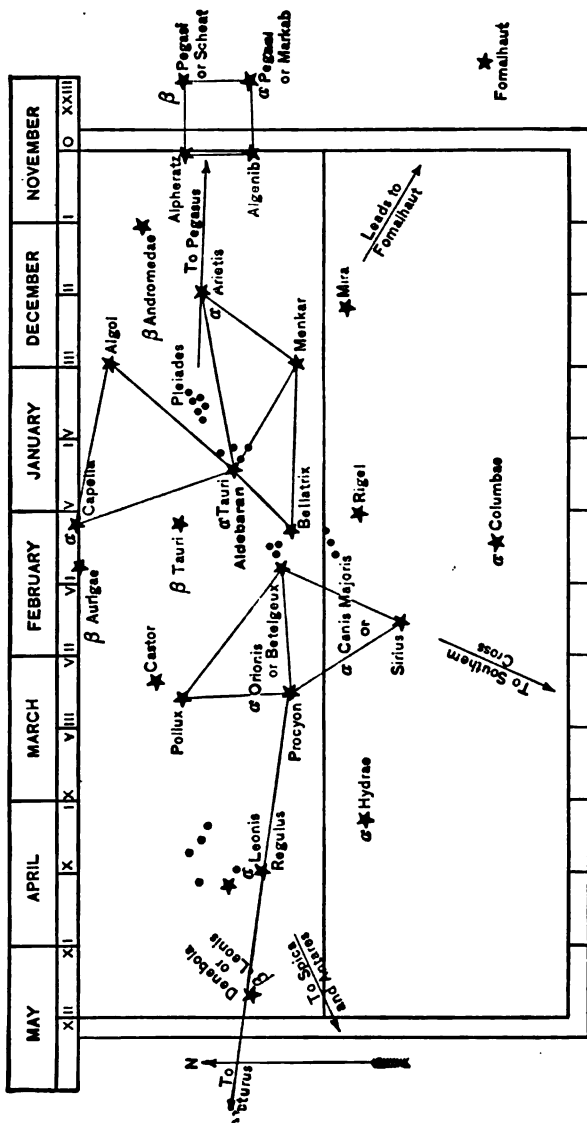 MAY APRIL MARCH FEBRUARY JANUARY DECEMBER NOVEMBER
XII XI X IX VIII VII VI V IV III II I O XXIII
α Capella
β Aurigae
Algol
β Andromedae
Castor
Pollux
β Tauri
Pleiades
To Pegasus
Alpheratz
β Pegasi
or Scheat
α Arietis
N
To
Denebola
or
β Leonis
α Leonis
Regulus
α Orionis
or Betelgeux
α Tauri
Aldebaran
Algenib
α Pegasi
or Markab
Procyon
Bellatrix
Menkar
To Spica
and Antares
α Hydrae
α Canis Majoris
or
Sirius
Rigel
Mira
Leads to
Fomalhaut
To Southern
Cross
α Columbae
Fomalhaut